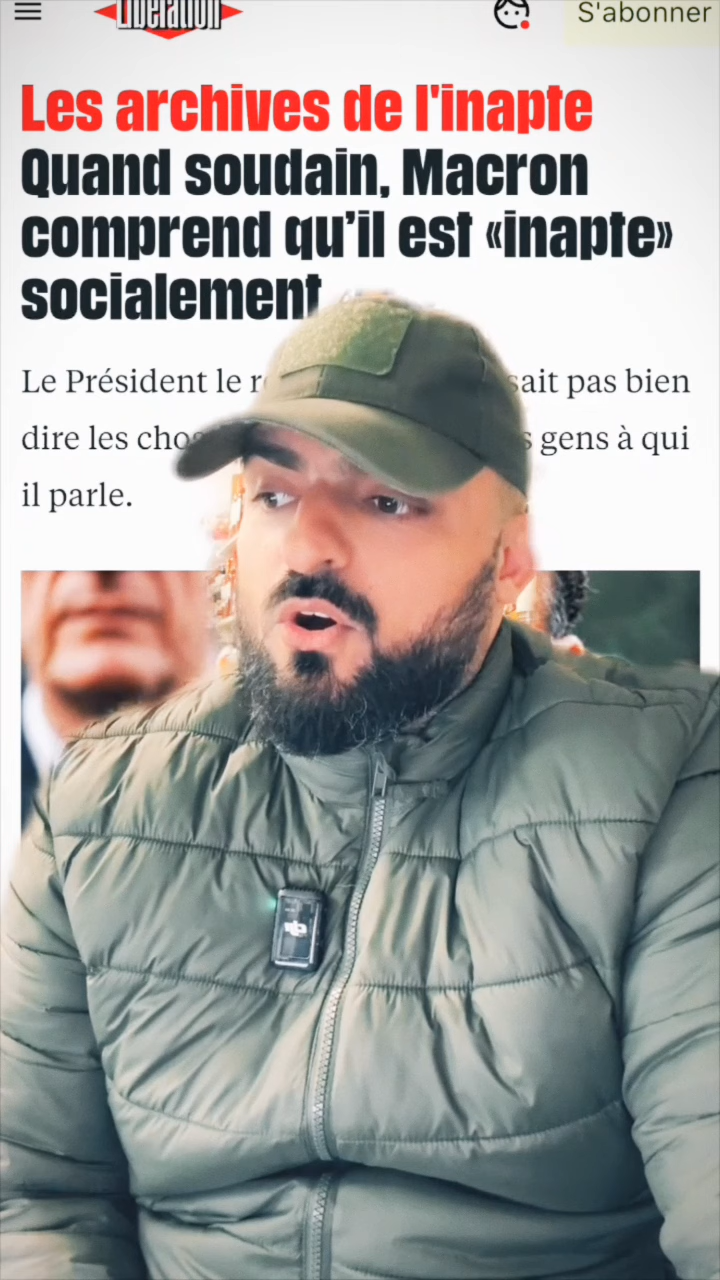 Libération
S'abonner
Les archives de l'inapte
Quand soudain, Macron
comprend qu’il est «inapte»
socialement
Le Président le sait pas bien
dire les gens à qui
il parle.
dji